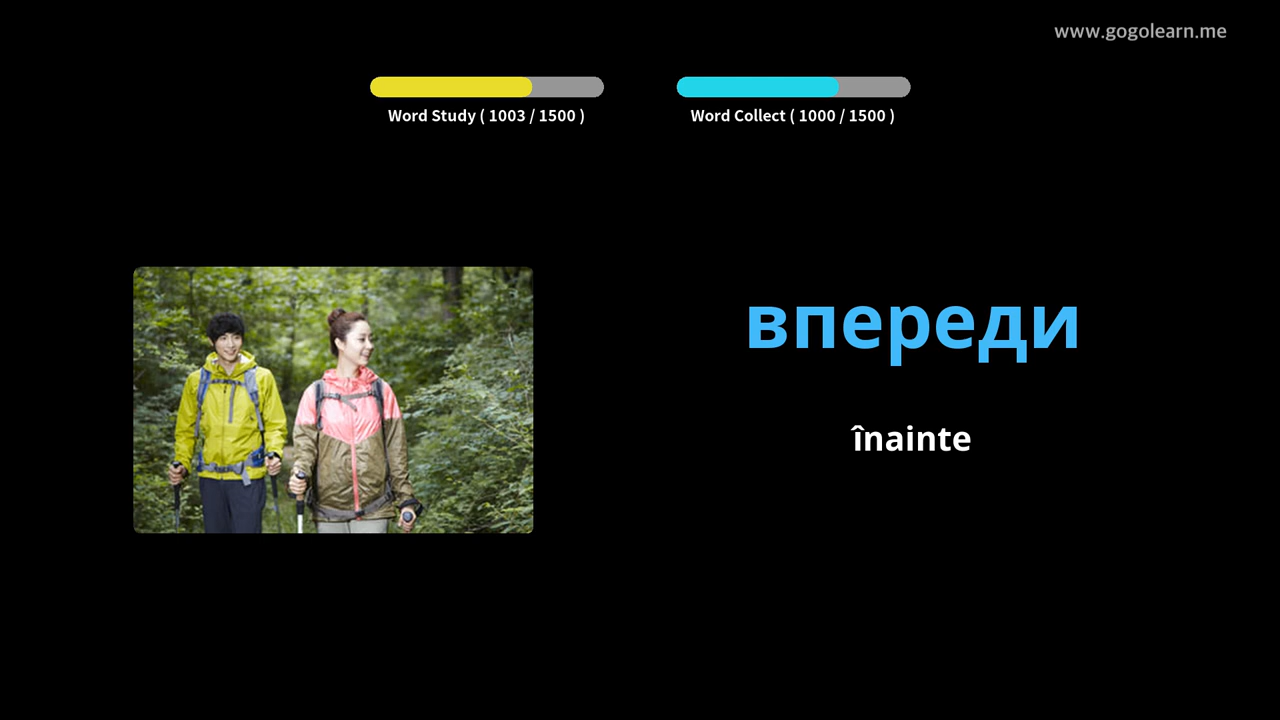 www.gogolearn.me
Word Study ( 1003 / 1500 )
Word Collect ( 1000 / 1500 )
впереди
înainte